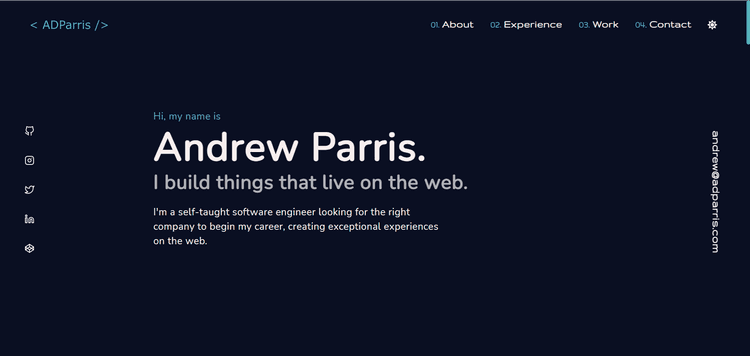 < ADParris />
01. About 02. Experience 03. Work 04. Contact
Hi, my name is
Andrew Parris.
I build things that live on the web.
I'm a self-taught software engineer looking for the right
company to begin my career, creating exceptional experiences
on the web.
andrew@adparris.com